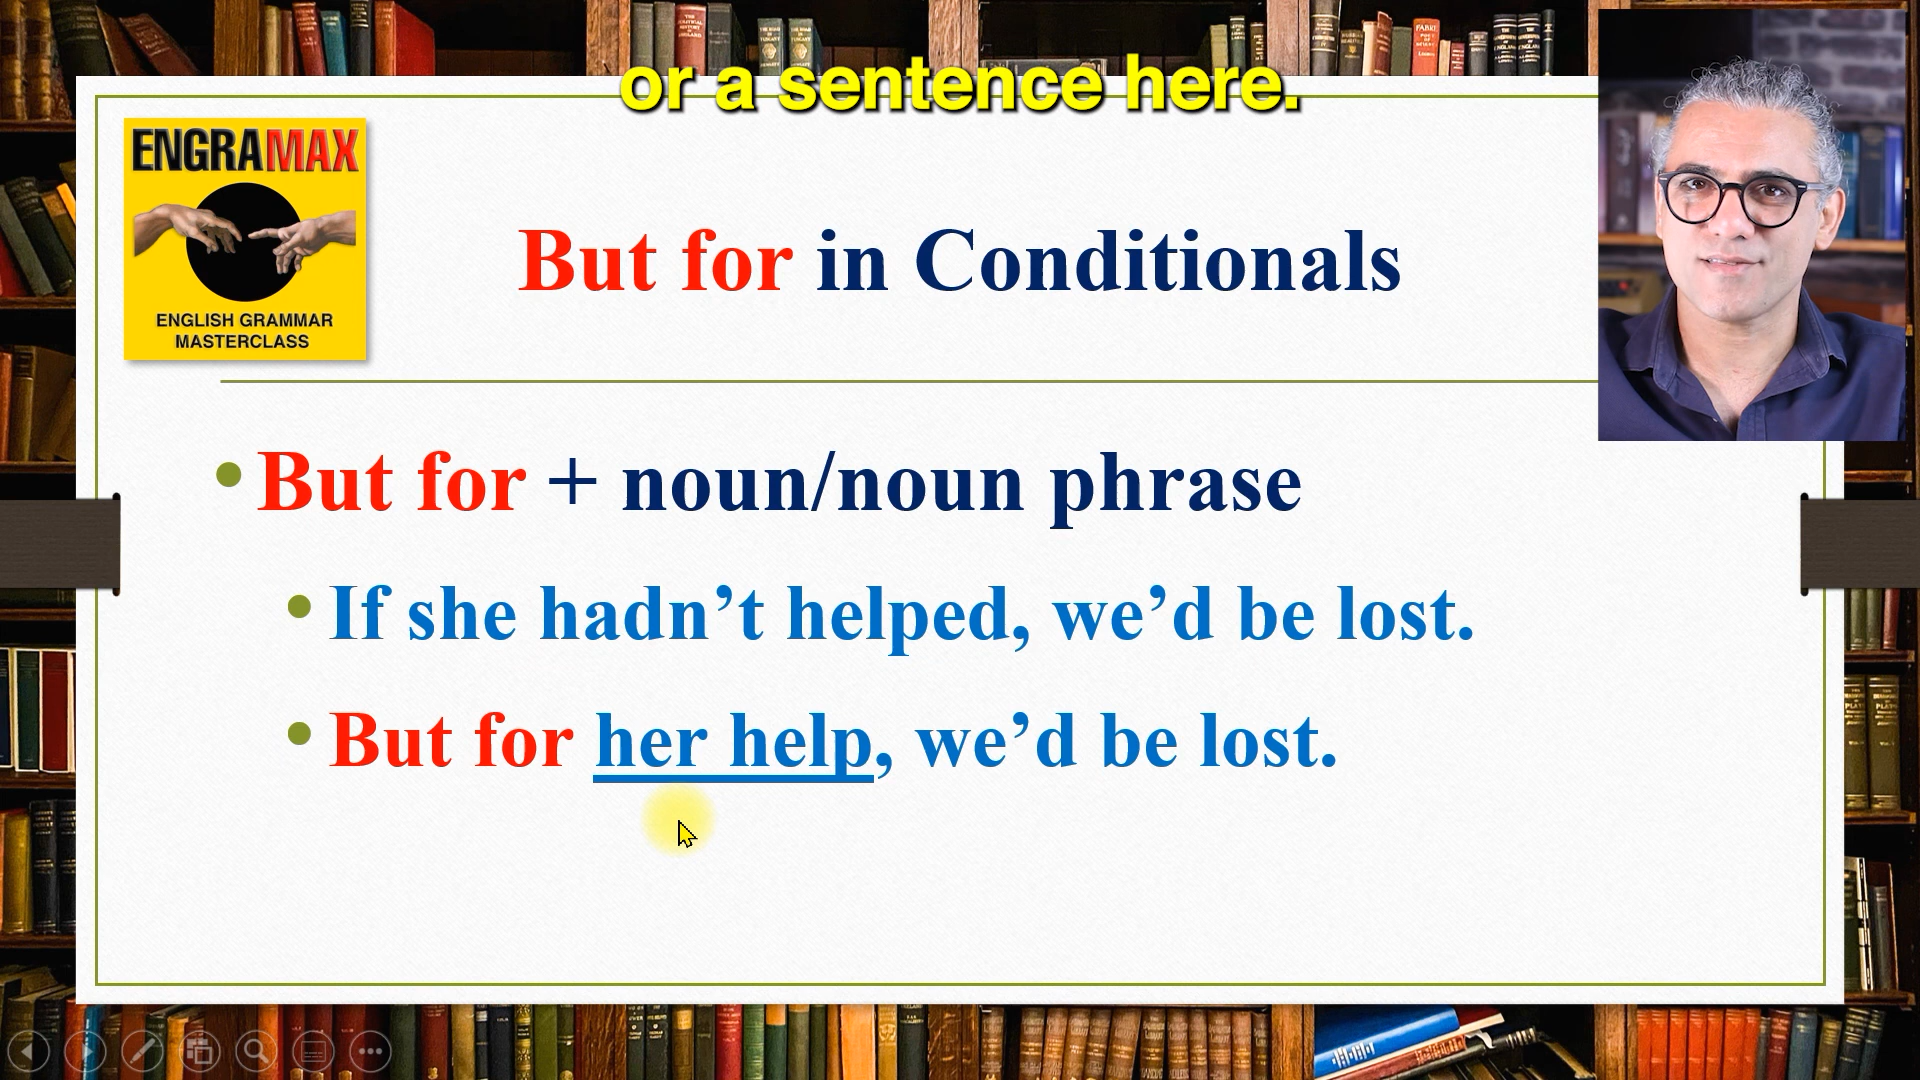 or a sentence here.
ENGRAMAX
ENGLISH GRAMMAR
MASTERCLASS
But for in Conditionals
But for + noun/noun phrase
If she hadn’t helped, we’d be lost.
But for her help, we’d be lost.